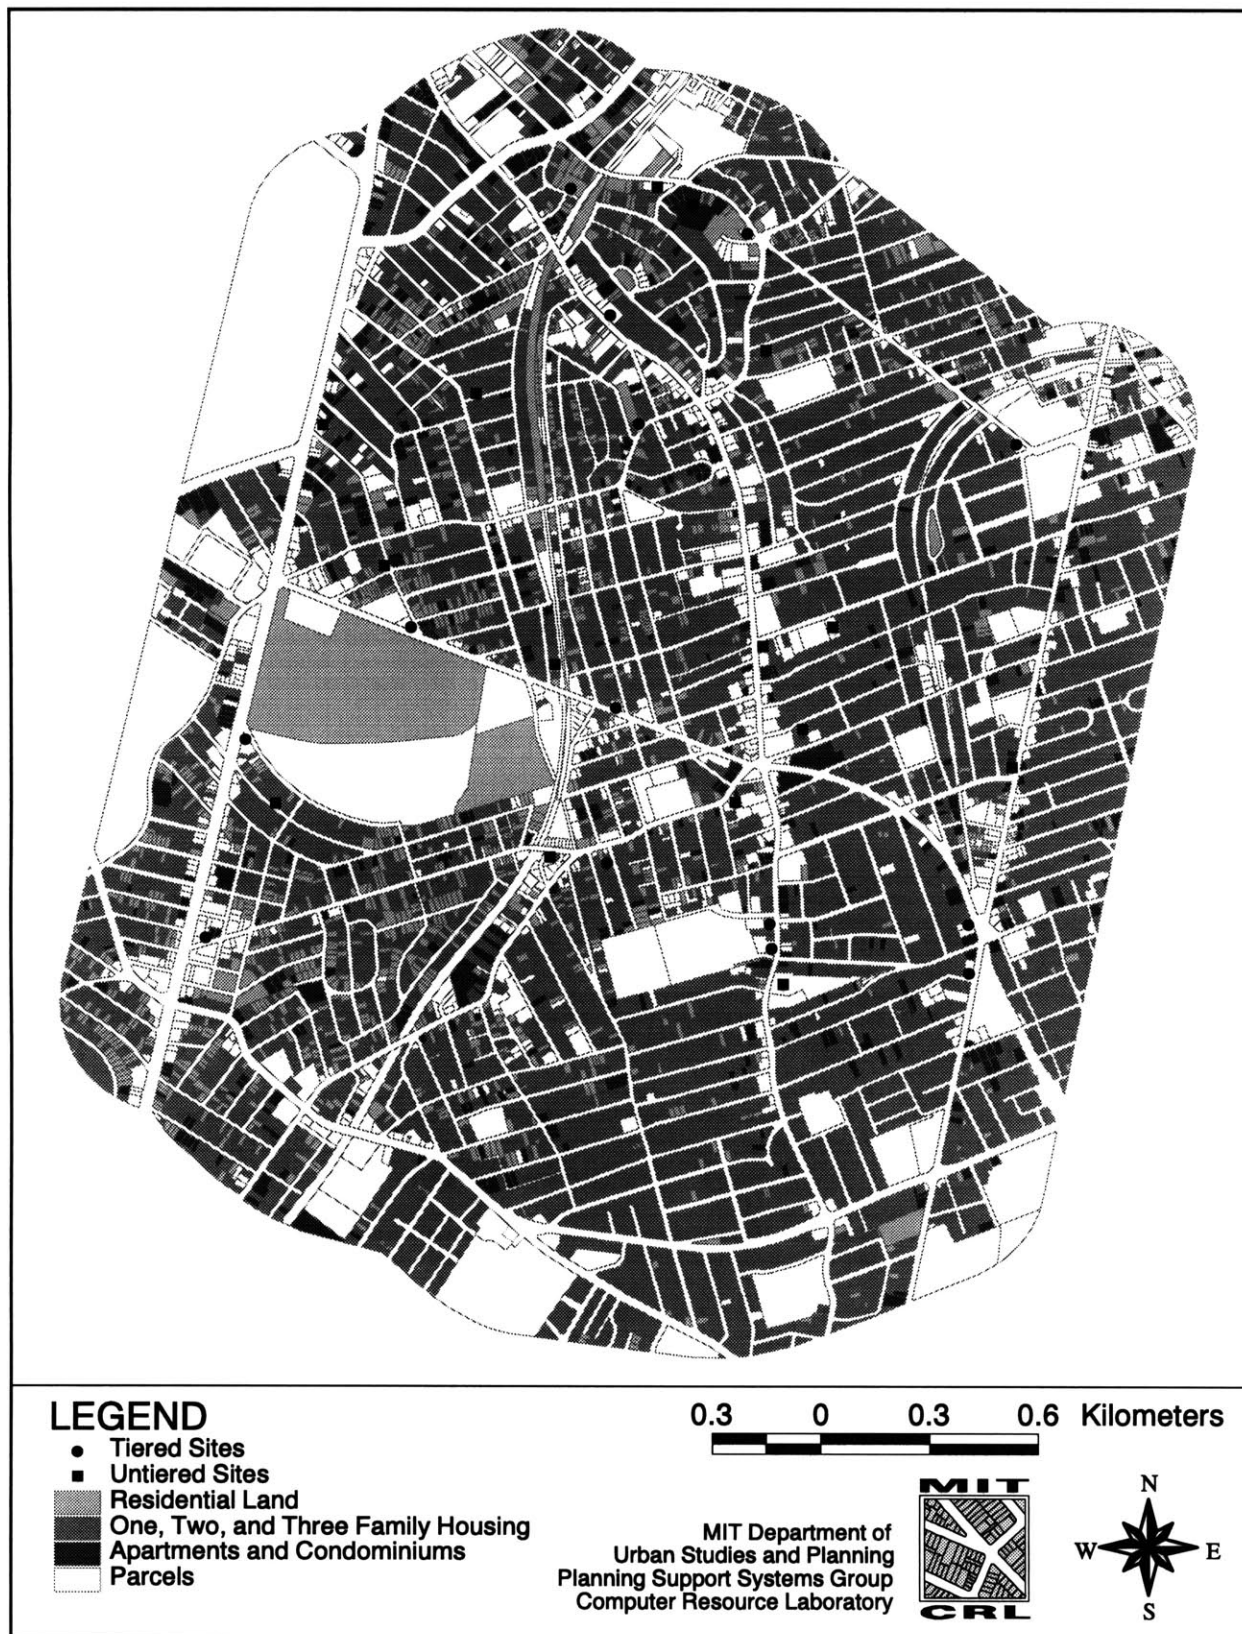 LEGEND
Tiered Sites
Untiered Sites
Residential Land
One, Two, and Three Family Housing
Apartments and Condominiums
Parcels
0.3 0 0.3 0.6 Kilometers
MIT Department of
Urban Studies and Planning
Planning Support Systems Group
Computer Resource Laboratory
MIT
CRL
N
W E
S